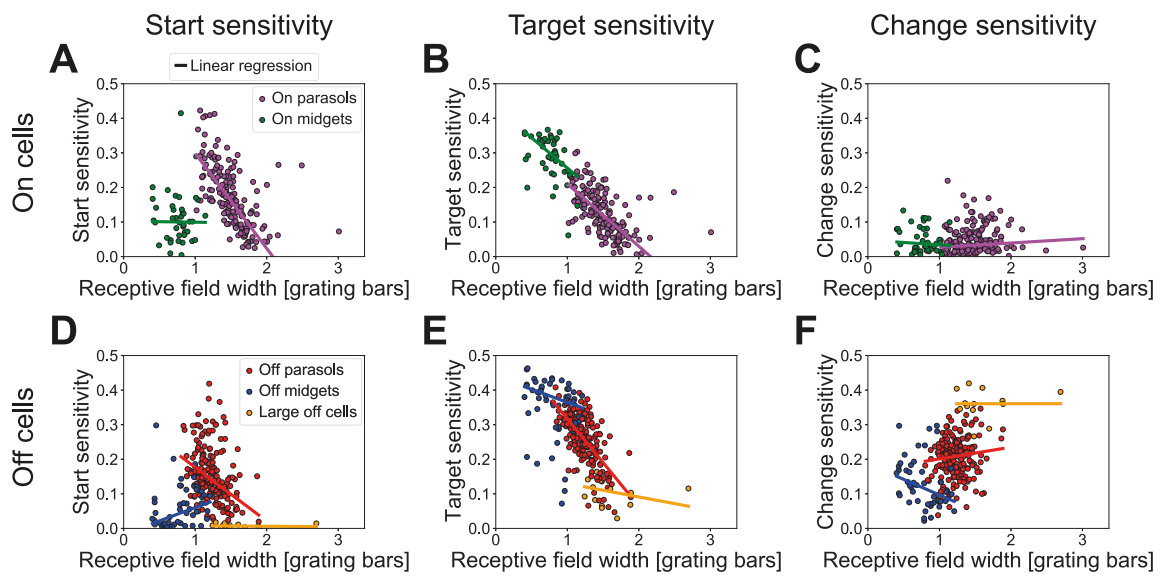 Start sensitivity
Target sensitivity
Change sensitivity
On cells
A
Linear regression
On parasols
On midgets
Start sensitivity
0.5
0.4
0.3
0.2
0.1
0.0
0 1 2 3
Receptive field width [grating bars]
B
Target sensitivity
0.5
0.4
0.3
0.2
0.1
0.0
0 1 2 3
Receptive field width [grating bars]
C
Change sensitivity
0.5
0.4
0.3
0.2
0.1
0.0
0 1 2 3
Receptive field width [grating bars]
Off cells
D
Off parasols
Off midgets
Large off cells
Start sensitivity
0.5
0.4
0.3
0.2
0.1
0.0
0 1 2 3
Receptive field width [grating bars]
E
Target sensitivity
0.5
0.4
0.3
0.2
0.1
0.0
0 1 2 3
Receptive field width [grating bars]
F
Change sensitivity
0.5
0.4
0.3
0.2
0.1
0.0
0 1 2 3
Receptive field width [grating bars]